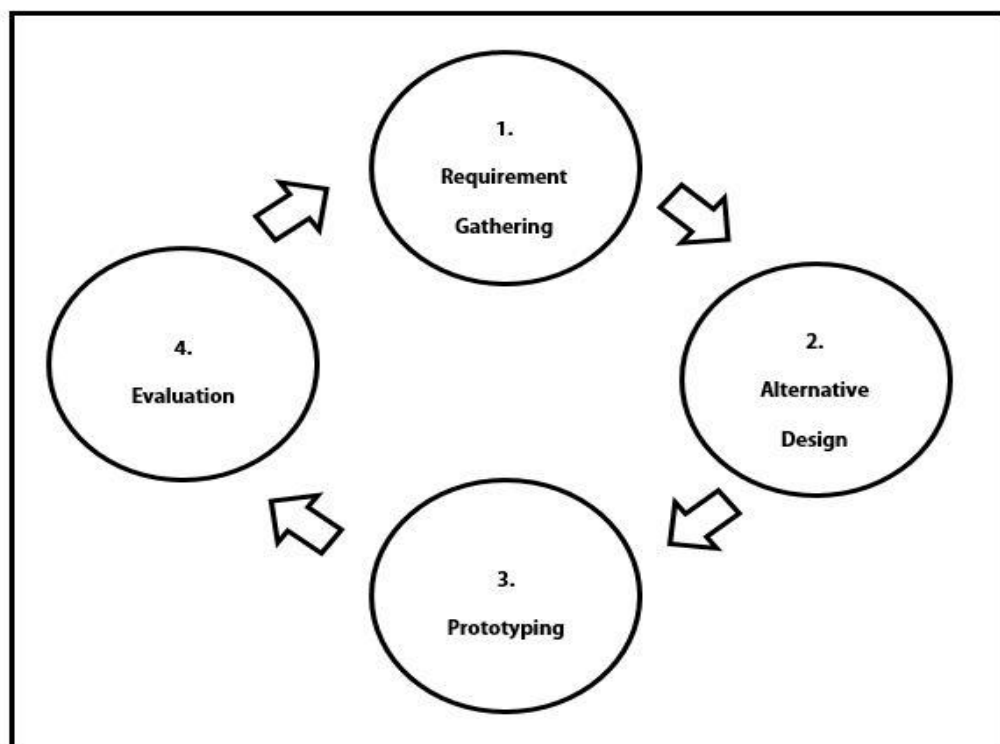 1.
Requirement
Gathering
2.
Alternative
Design
3.
Prototyping
4.
Evaluation